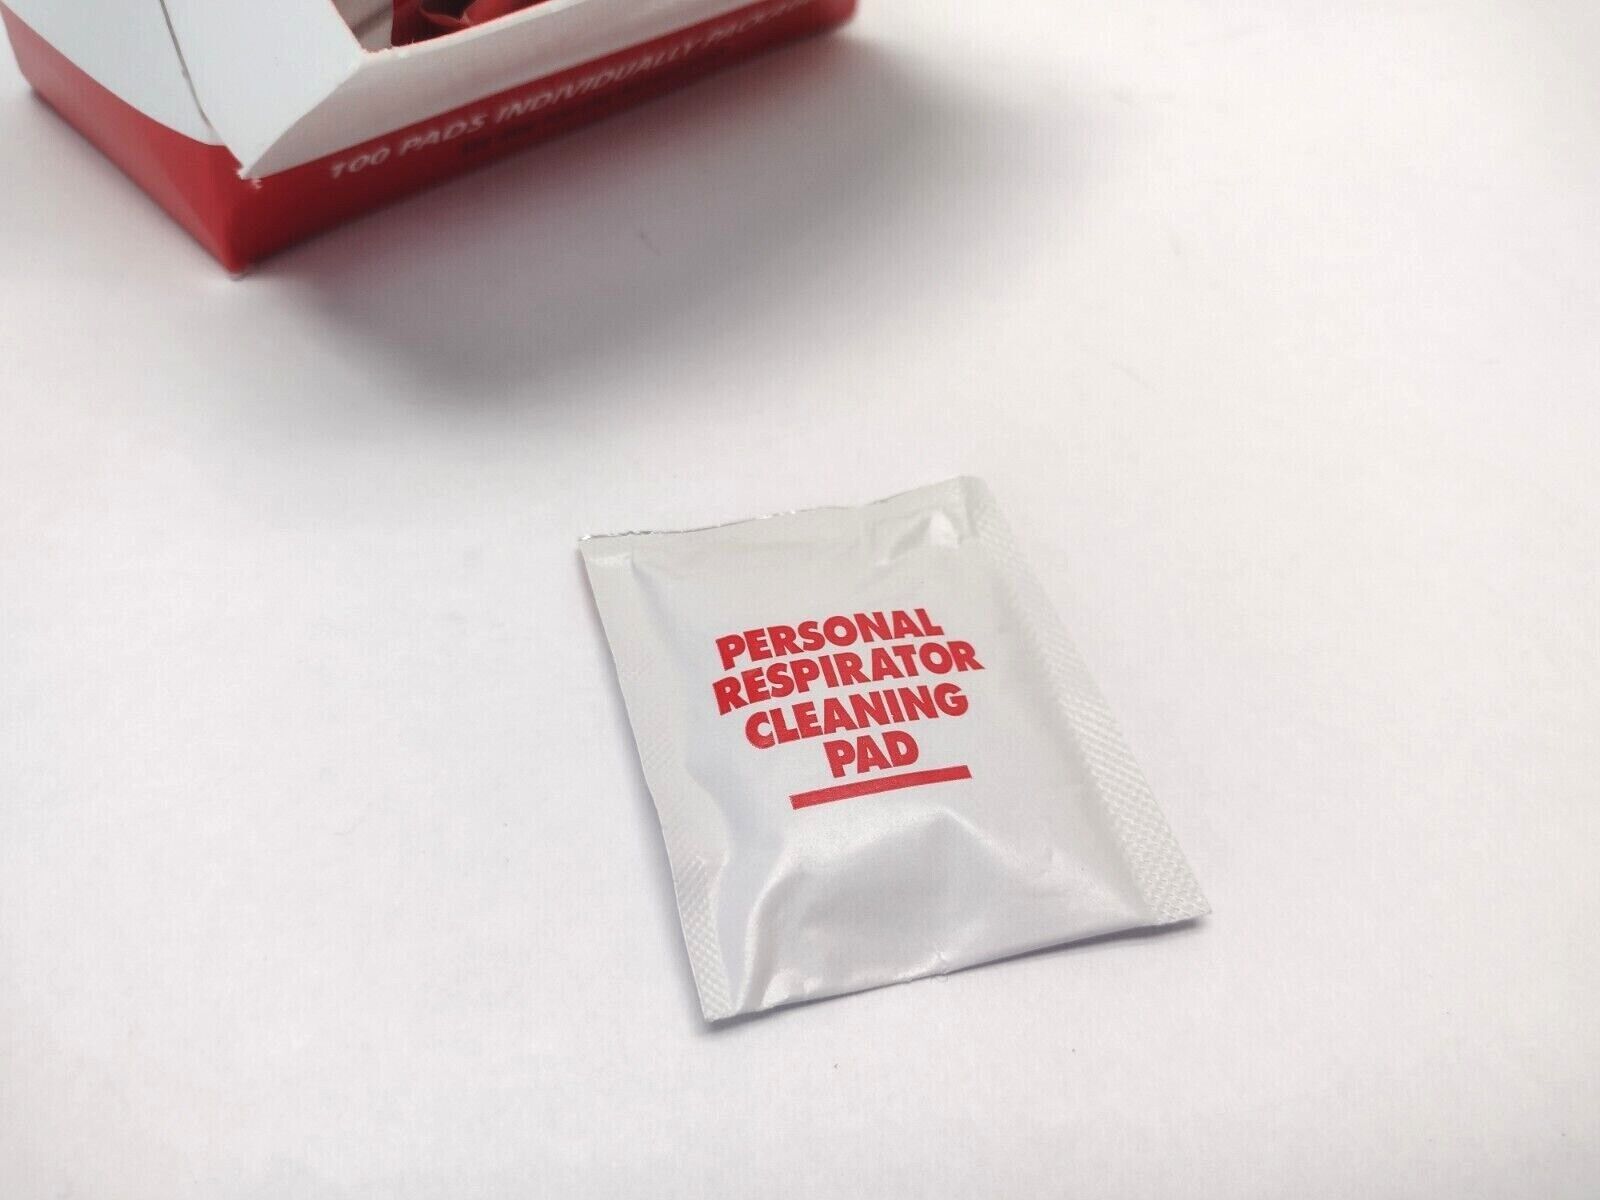 100 PADS INDIVIDUALLY
PERSONAL
RESPIRATOR
CLEANING
PAD